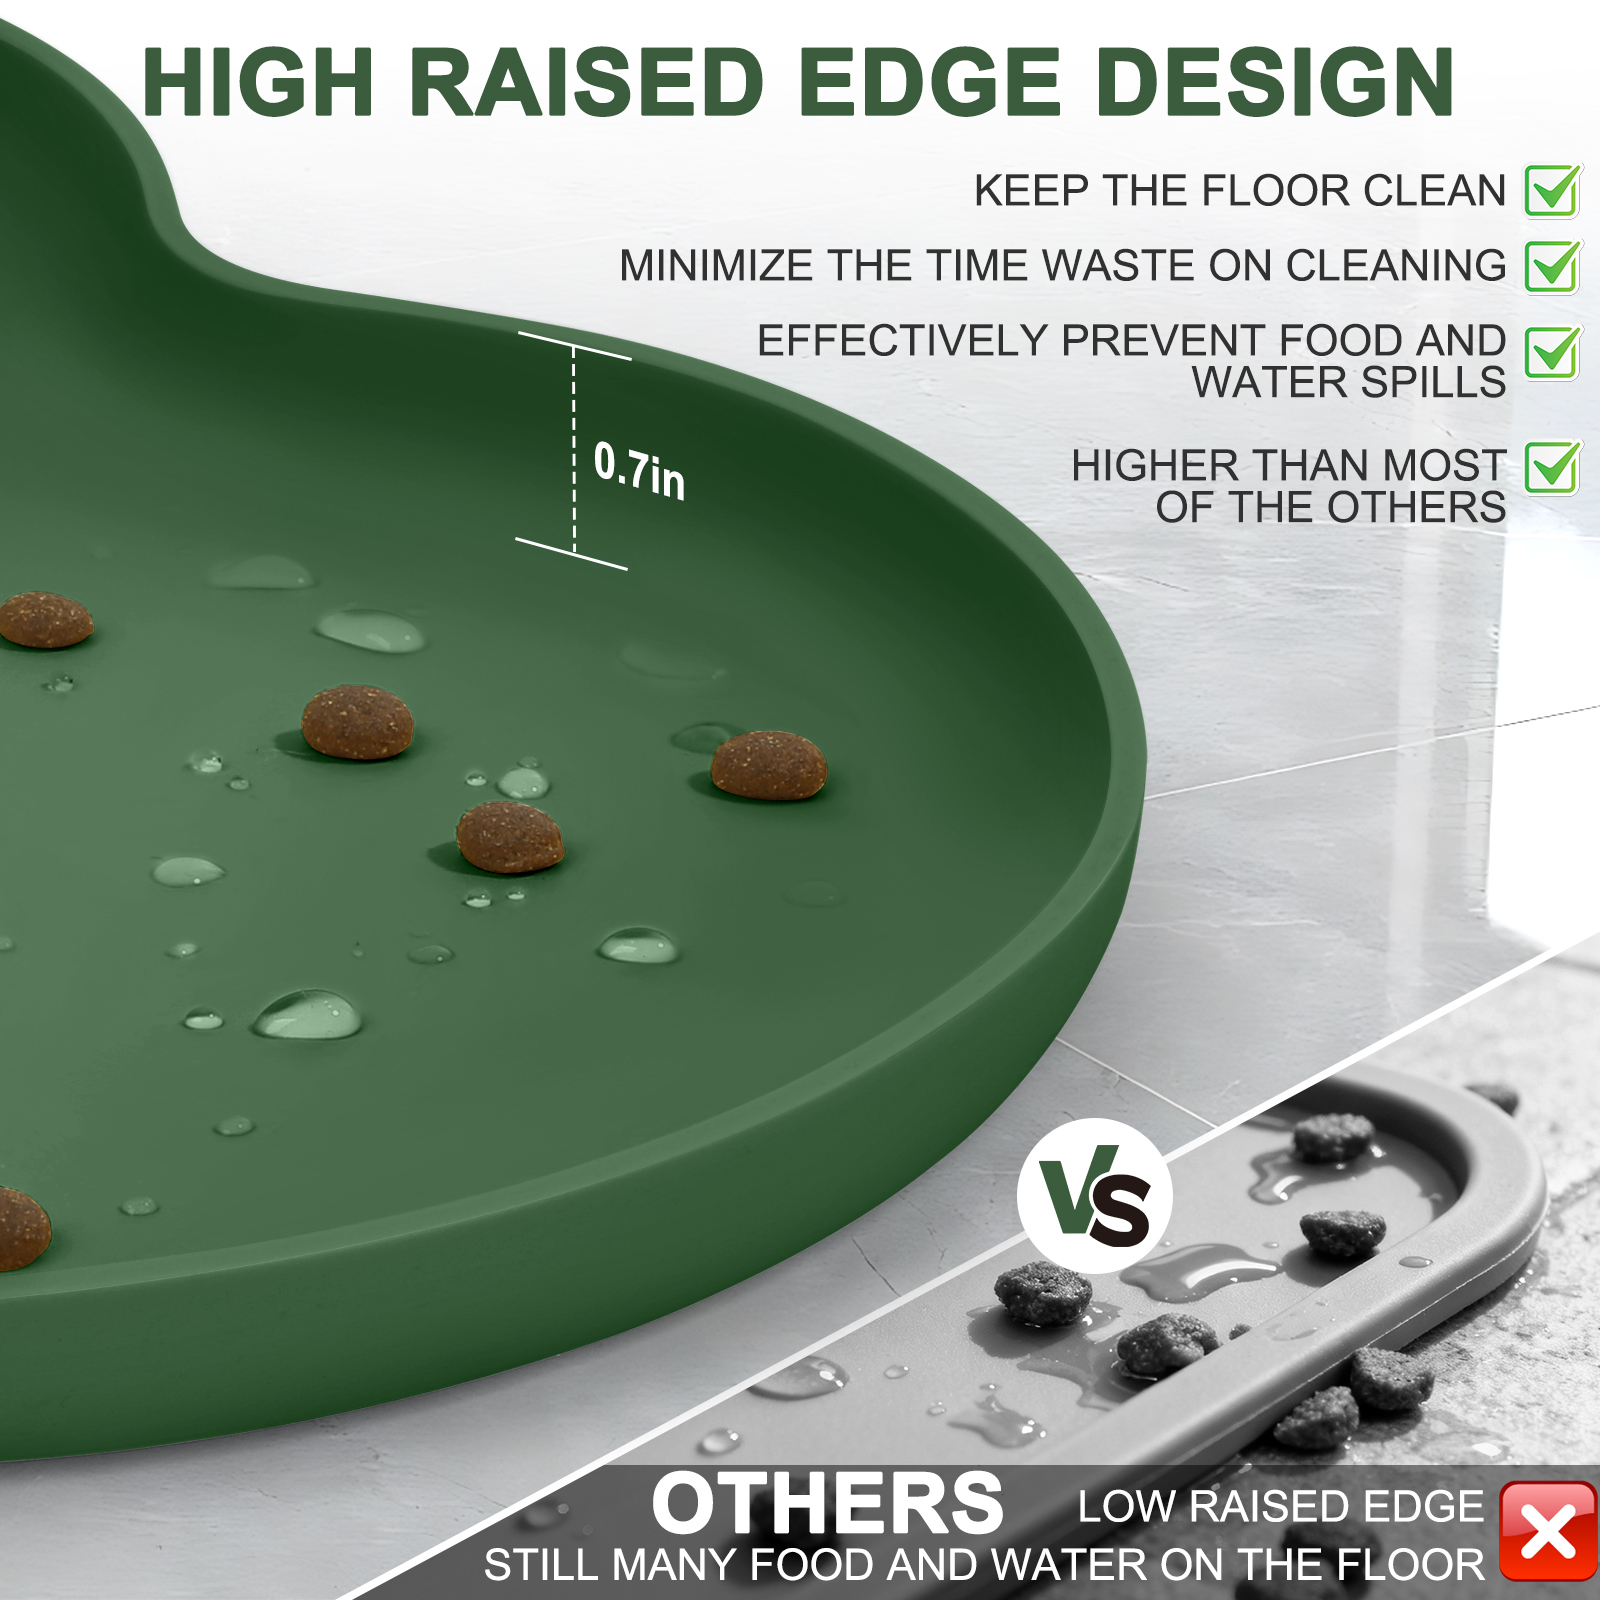 HIGH RAISED EDGE DESIGN
KEEP THE FLOOR CLEAN
MINIMIZE THE TIME WASTE ON CLEANING
EFFECTIVELY PREVENT FOOD AND
WATER SPILLS
HIGHER THAN MOST
OF THE OTHERS
0.7in
VS
OTHERS
LOW RAISED EDGE
STILL MANY FOOD AND WATER ON THE FLOOR